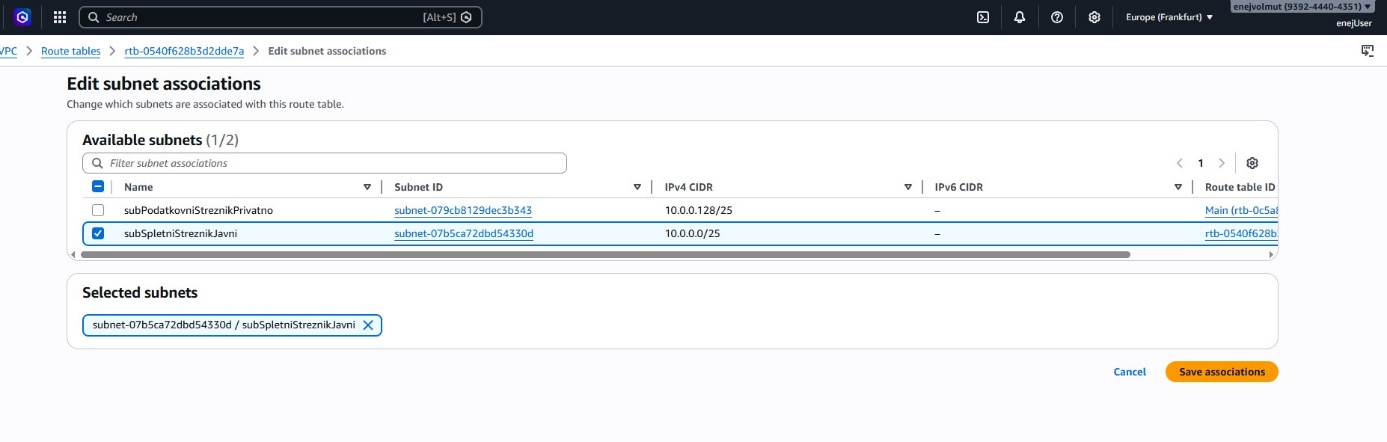 Search [Alt+S] Europe (Frankfurt) enejvolmut (9392-4440-4351)
enejUser
VPC > Route tables > rtb-0540f628b3d2dde7a > Edit subnet associations
Edit subnet associations
Change which subnets are associated with this route table.
Available subnets (1/2)
Filter subnet associations
1
Name Subnet ID IPv4 CIDR IPv6 CIDR Route table ID
subPodatkovniStreznikPrivatno subnet-079cb8129dec3b343 10.0.0.128/25 – Main (rtb-0c5a8
subSpletniStreznikJavni subnet-07b5ca72dbd54330d 10.0.0.0/25 – rtb-0540f628b
Selected subnets
subnet-07b5ca72dbd54330d / subSpletniStreznikJavni
Cancel Save associations